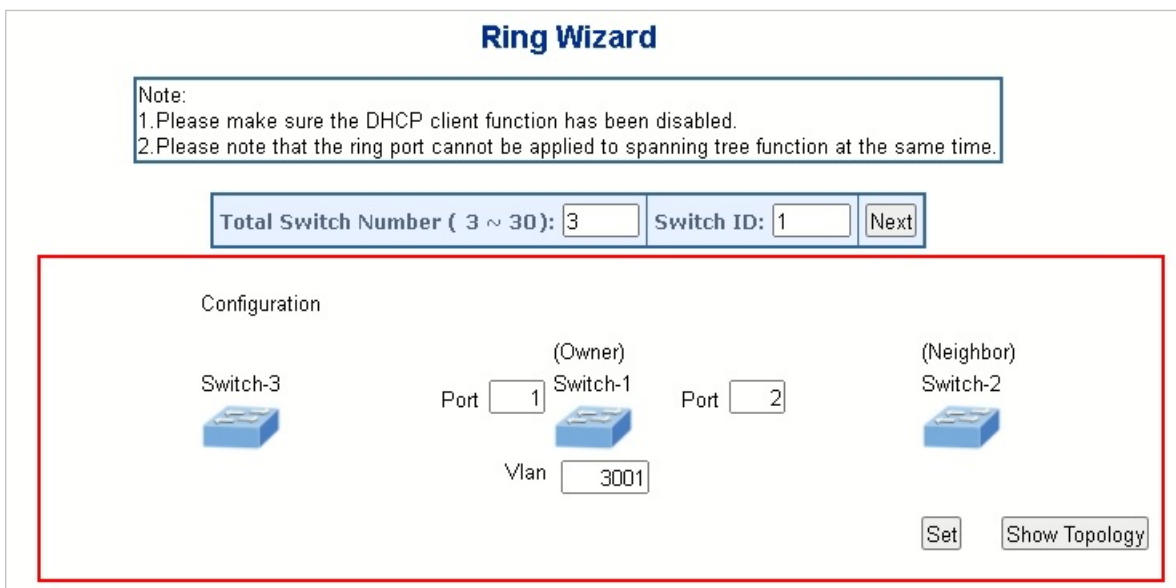 Ring Wizard
Note:
1.Please make sure the DHCP client function has been disabled.
2.Please note that the ring port cannot be applied to spanning tree function at the same time.
Total Switch Number ( 3 ~ 30): 3 Switch ID: 1 Next
Configuration
(Owner) (Neighbor)
Switch-3 Port 1 Switch-1 Port 2 Switch-2
Vlan 3001
Set Show Topology